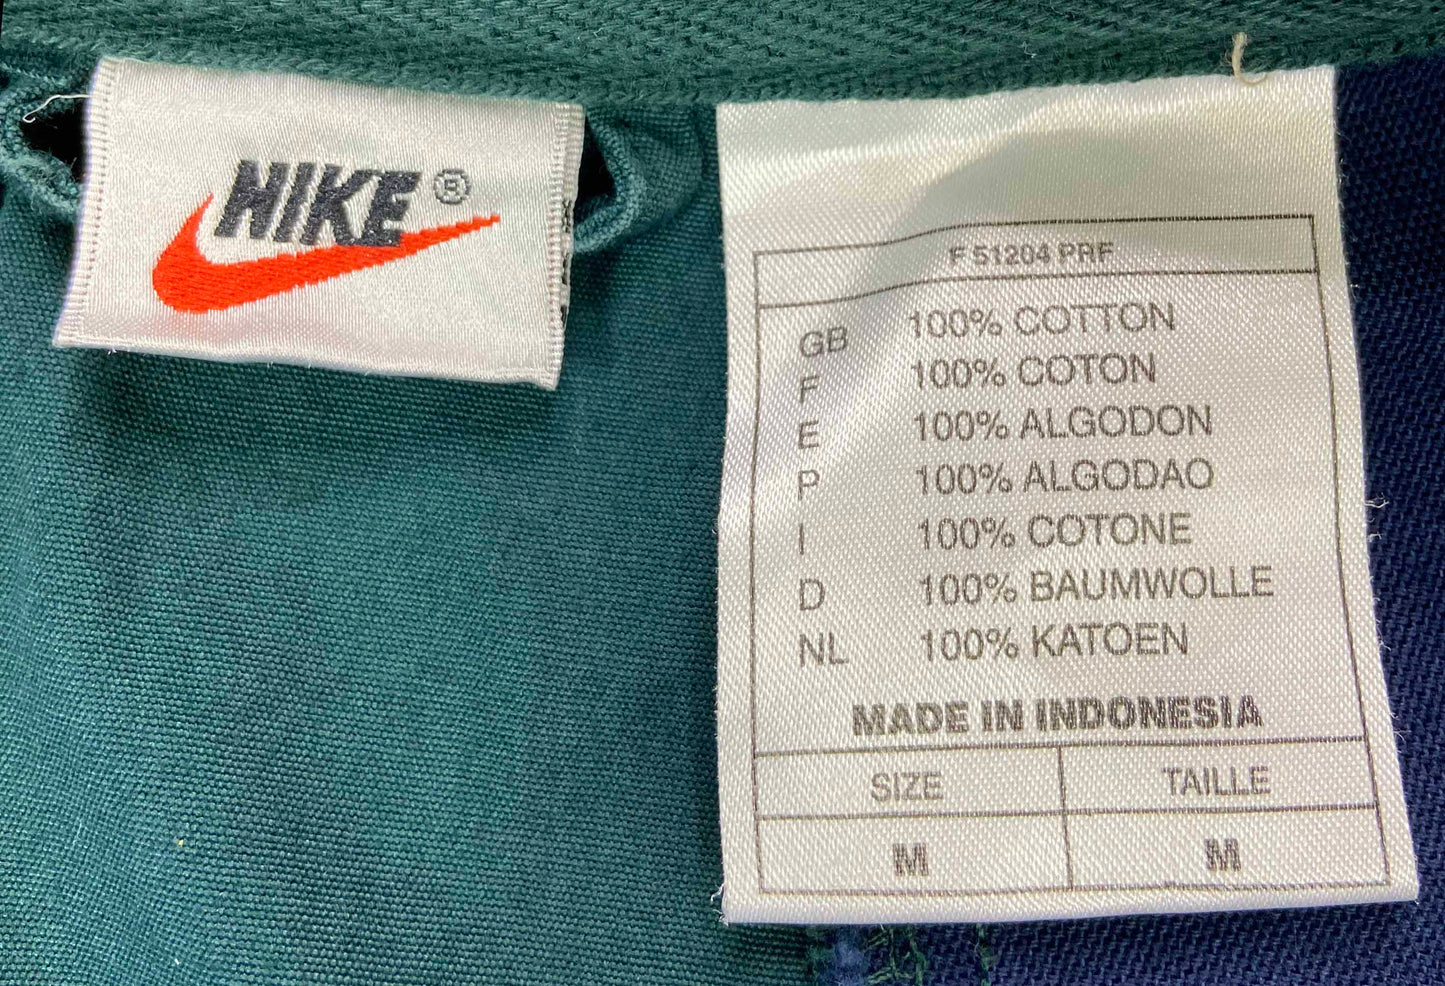 NIKE ®
F 51204 PRF
GB 100% COTTON
F 100% COTON
E 100% ALGODON
P 100% ALGODAO
I 100% COTONE
D 100% BAUMWOLLE
NL 100% KATOEN
MADE IN INDONESIA
SIZE TAILLE
M M